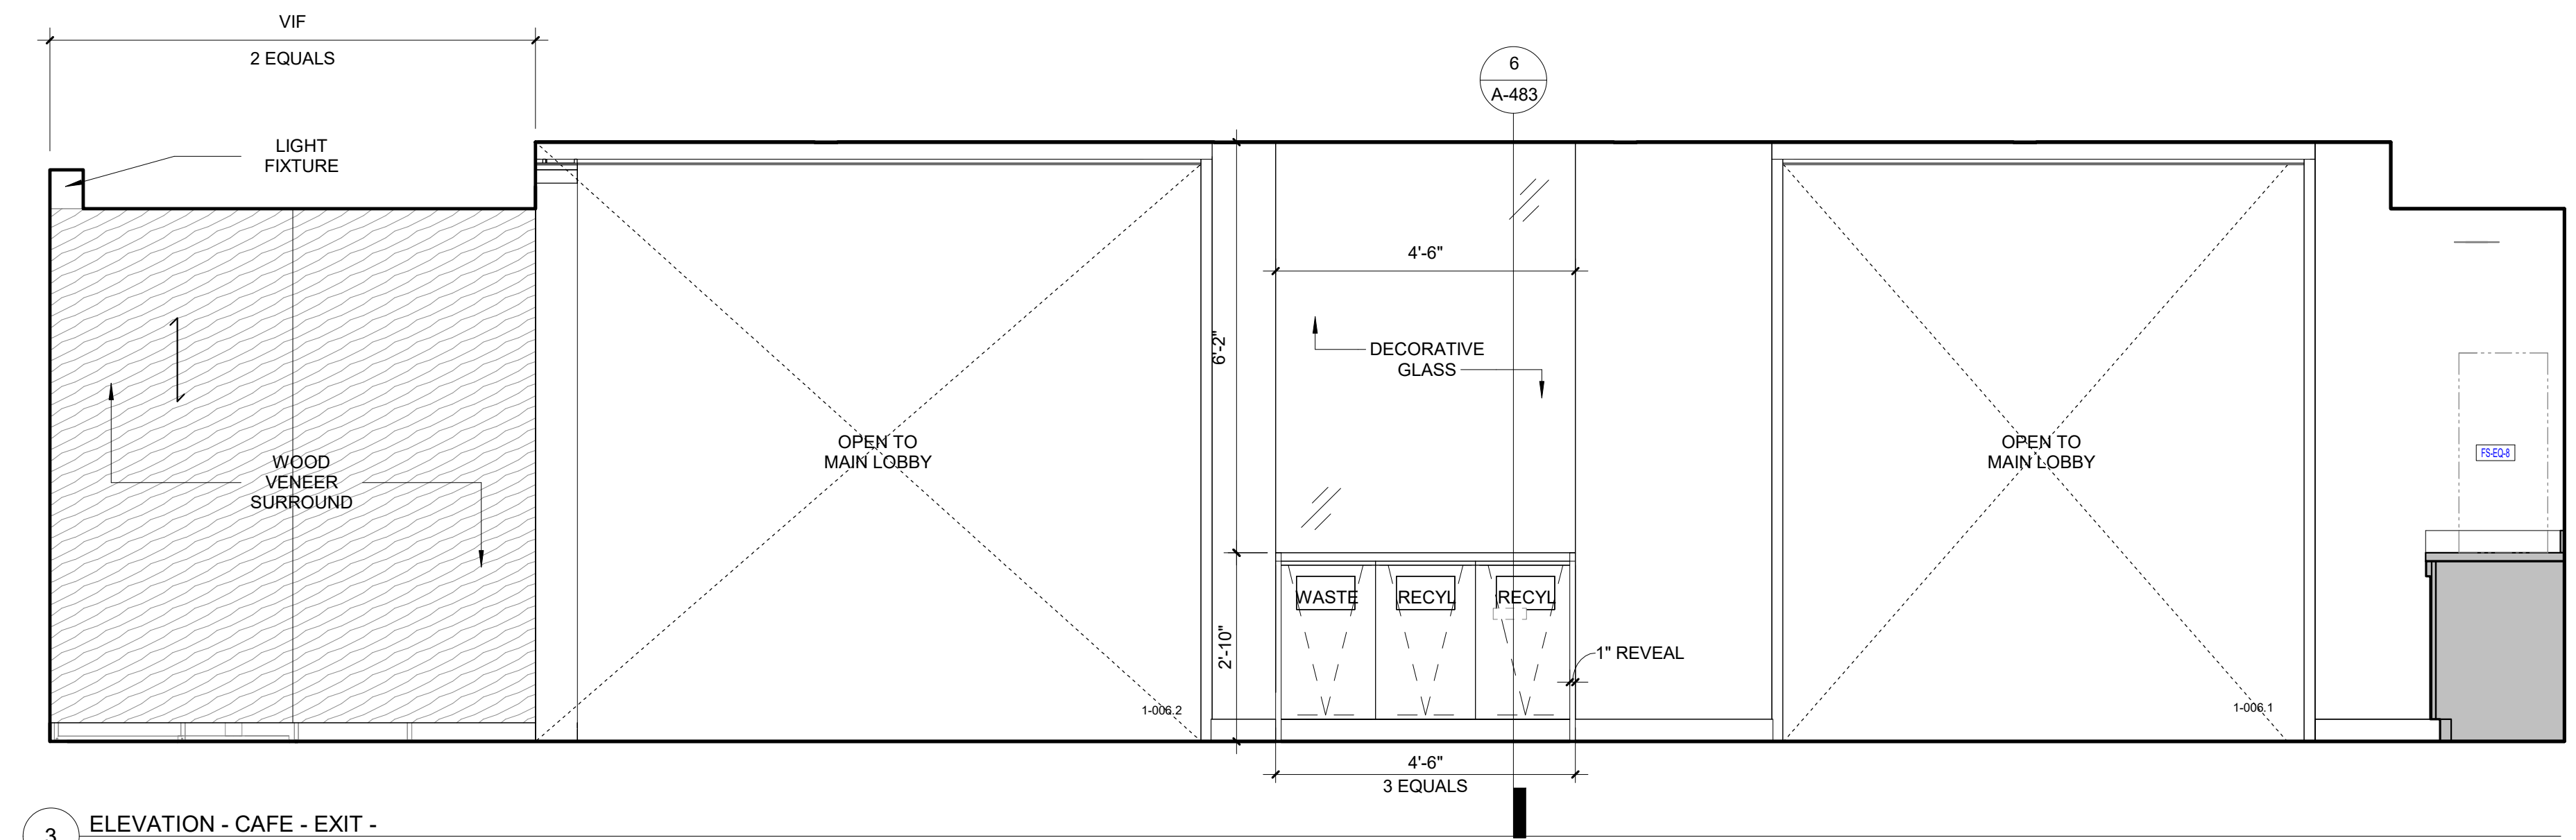 VIF
2 EQUALS
6
A-483
LIGHT
FIXTURE
4'-6"
6'-2"
DECORATIVE
GLASS
OPEN TO
MAIN LOBBY
OPEN TO
MAIN LOBBY
WOOD
VENEER
SURROUND
FS-EQ-8
WASTE
RECYL
RECYL
2'-10"
1" REVEAL
1-006.2
1-006.1
4'-6"
3 EQUALS
3
ELEVATION - CAFE - EXIT -